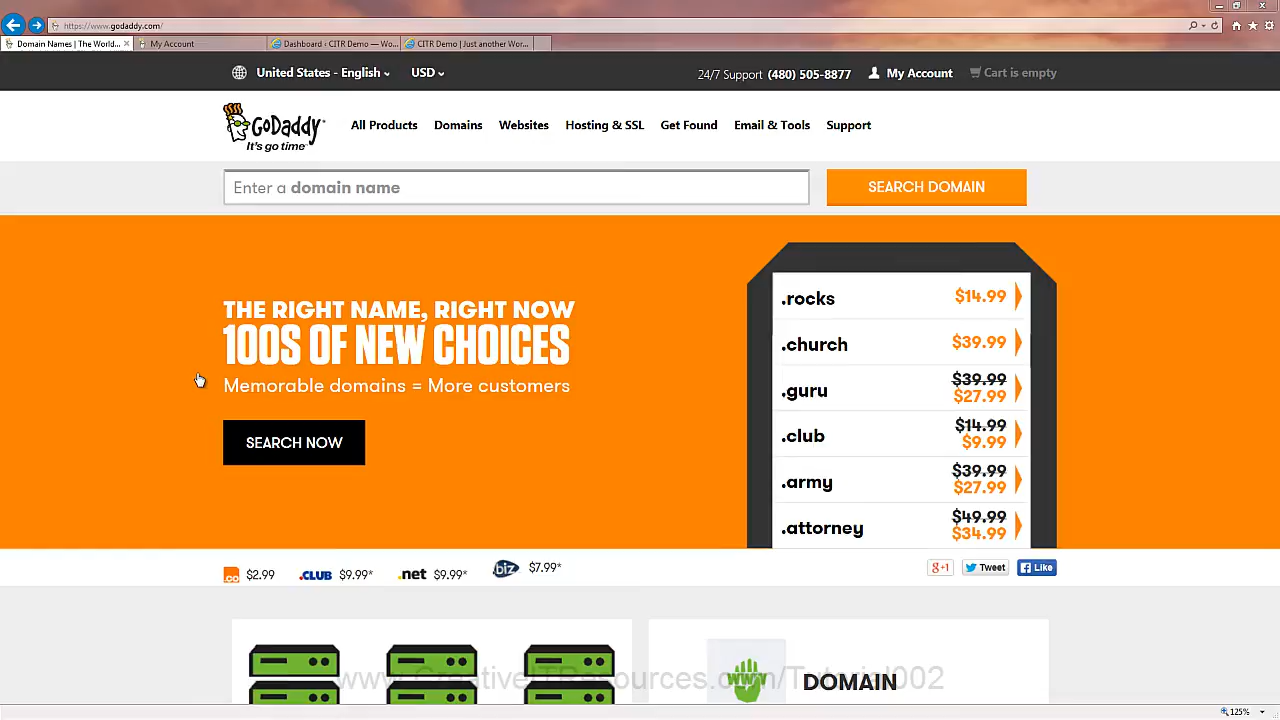 https://www.godaddy.com/
Domain Names | The World...
My Account
Dashboard ‹ CITR Demo — Wo...
CITR Demo | Just another Wor...
United States - English
USD
24/7 Support (480) 505-8877
My Account
Cart is empty
GoDaddy
It's go time
All Products
Domains
Websites
Hosting & SSL
Get Found
Email & Tools
Support
Enter a domain name
SEARCH DOMAIN
THE RIGHT NAME, RIGHT NOW
100S OF NEW CHOICES
Memorable domains = More customers
SEARCH NOW
.rocks $14.99
.church $39.99
.guru $39.99 $27.99
.club $14.99 $9.99
.army $39.99 $27.99
.attorney $49.99 $34.99
.co $2.99
.CLUB $9.99*
.net $9.99*
.biz $7.99*
g+1
Tweet
Like
DOMAIN
www.CreativeITResources.com/Tutorial002
125%